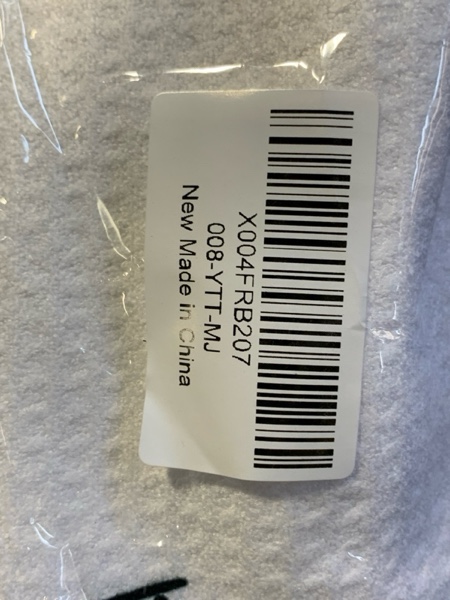 X004FRB207
008-YTT-MJ
New Made in China